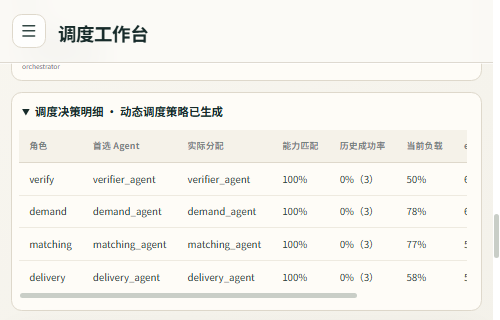 调度工作台
orchestrator
▼ 调度决策明细 · 动态调度策略已生成
角色 首选 Agent 实际分配 能力匹配 历史成功率 当前负载
verify verifier_agent verifier_agent 100% 0%（3） 50%
demand demand_agent demand_agent 100% 0%（3） 78%
matching matching_agent matching_agent 100% 0%（3） 77%
delivery delivery_agent delivery_agent 100% 0%（3） 58%